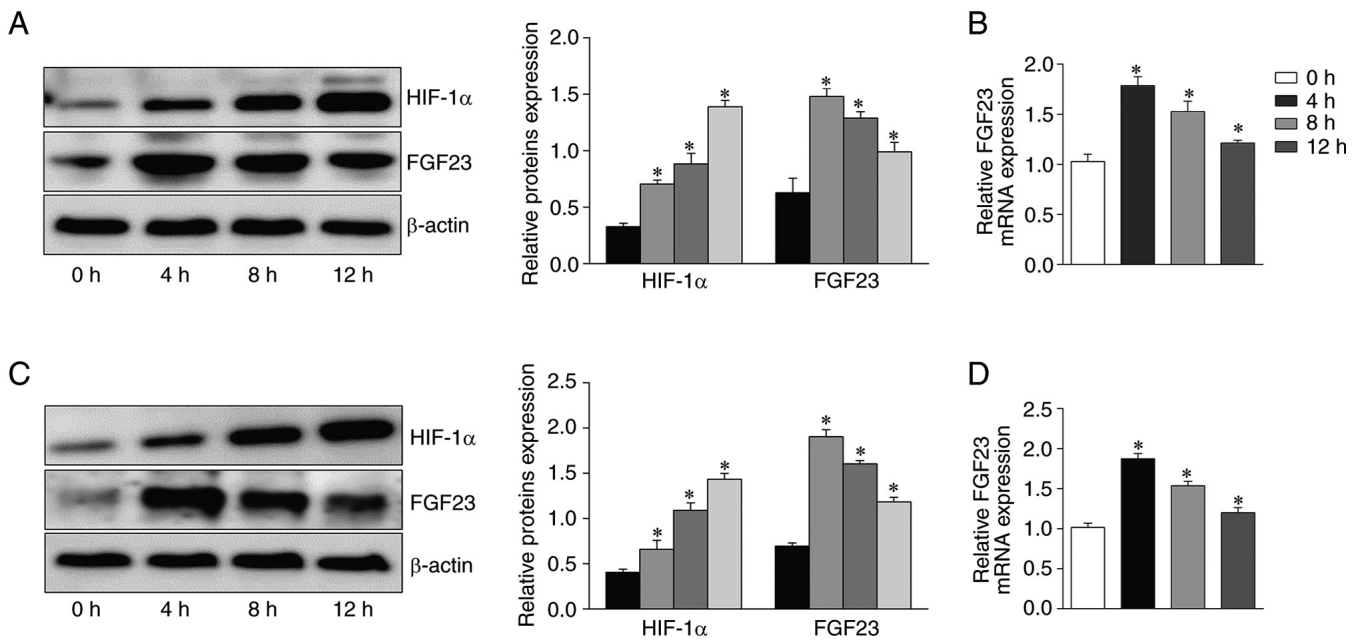 A
HIF-1α
FGF23
β-actin
0 h 4 h 8 h 12 h
Relative proteins expression
2.0
1.5
1.0
0.5
0.0
* * *
* * *
HIF-1α FGF23
B
Relative FGF23
mRNA expression
2.0
1.5
1.0
0.5
0.0
* * *
0 h
4 h
8 h
12 h
C
HIF-1α
FGF23
β-actin
0 h 4 h 8 h 12 h
Relative proteins expression
2.5
2.0
1.5
1.0
0.5
0.0
* * *
* * *
HIF-1α FGF23
D
Relative FGF23
mRNA expression
2.5
2.0
1.5
1.0
0.5
0.0
* * *